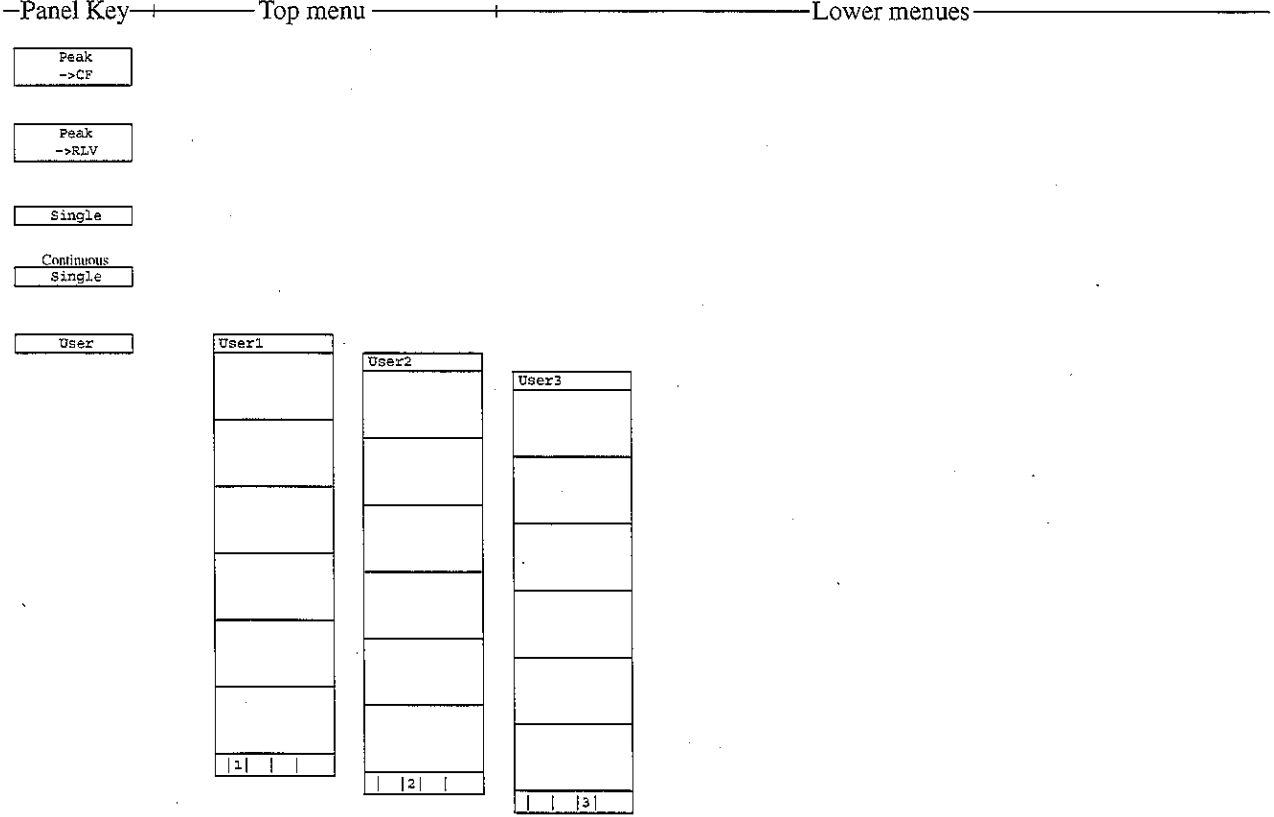 Panel Key Top menu Lower menues
Peak
->CF
Peak
->RLV
Single
Continuous
Single
User
User1
User2
User3
|1| | |
| |2| |
| | |3|